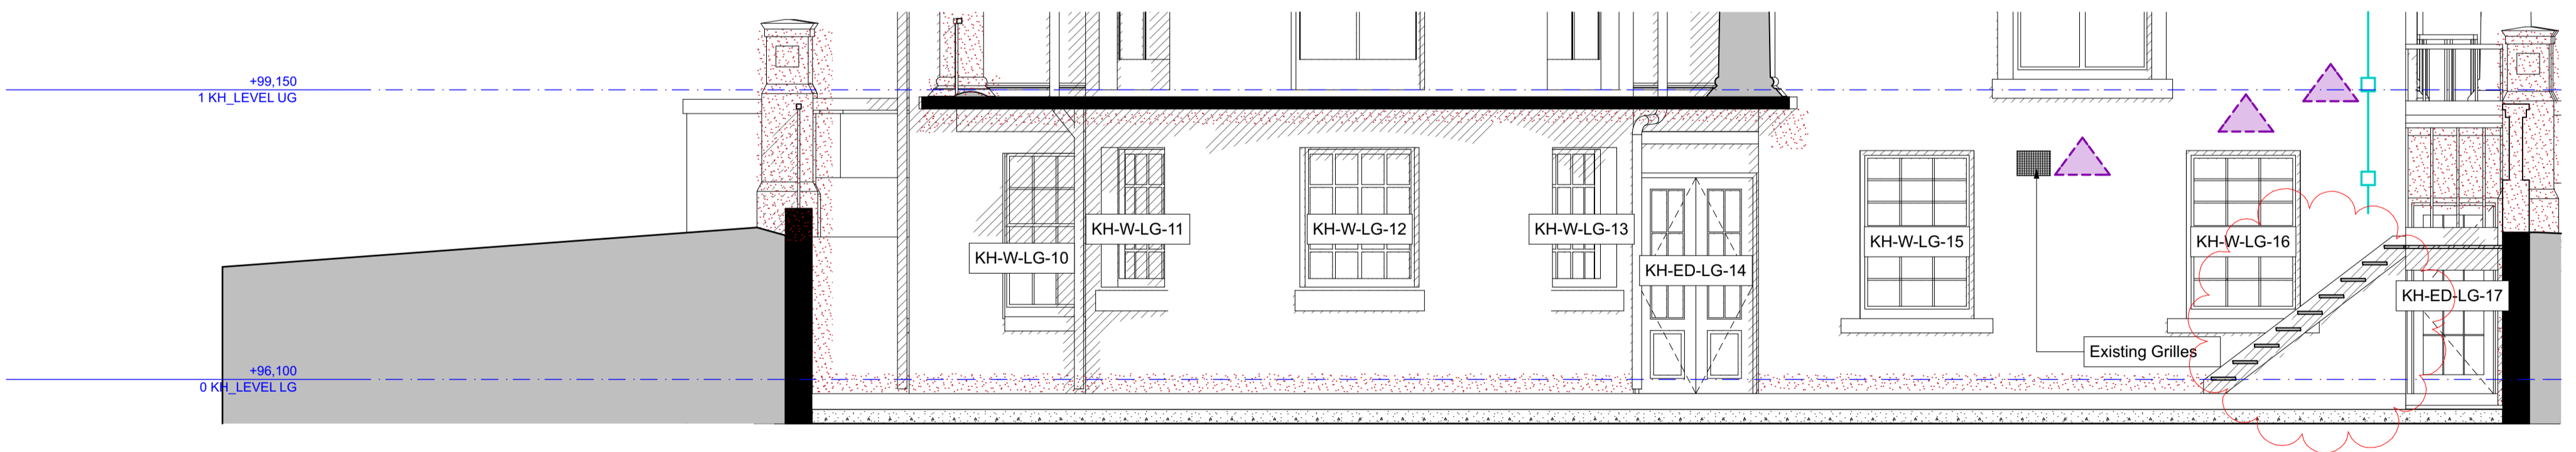 +99,150
1 KH_LEVEL UG
KH-W-LG-10
KH-W-LG-11
KH-W-LG-12
KH-W-LG-13
KH-ED-LG-14
KH-W-LG-15
KH-W-LG-16
KH-ED-LG-17
Existing Grilles
+96,100
0 KH_LEVEL LG